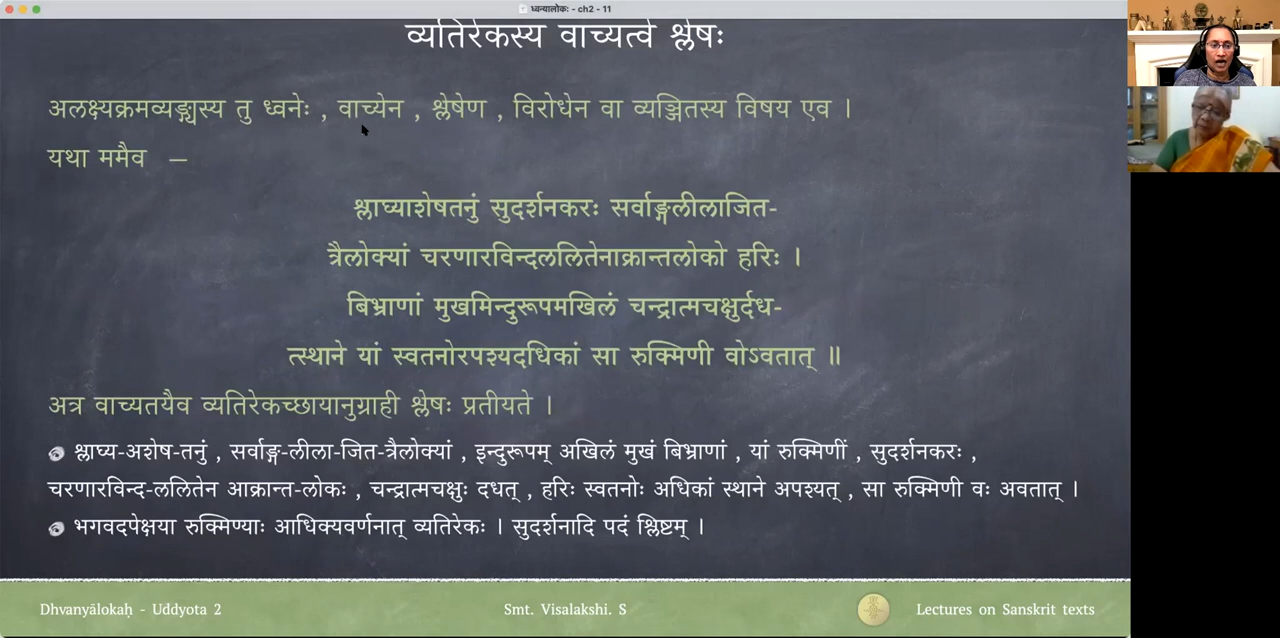 ध्वन्यालोकः - ch2 - 11
व्यतिरेकस्य वाच्यत्वे श्लेषः
अलक्ष्यक्रमव्यङ्ग्यस्य तु ध्वनेः , वाच्येन , श्लेषेण , विरोधेन वा व्यञ्जितस्य विषय एव ।
यथा ममैव –
श्लाघ्याशेषतनुं सुदर्शनकरः सर्वाङ्गलीलाजित-
त्रैलोक्यां चरणारविन्दललितेनाक्रान्तलोको हरिः ।
बिभ्राणां मुखमिन्दुरूपमखिलं चन्द्रात्मचक्षुर्दध-
त्स्थाने यां स्वतनोरपश्यदधिकां सा रुक्मिणी वोऽवतात् ॥
अत्र वाच्यतयैव व्यतिरेकच्छायानुग्राही श्लेषः प्रतीयते ।
श्लाघ्य-अशेष-तनुं , सर्वाङ्ग-लीला-जित-त्रैलोक्यां , इन्दुरूपम् अखिलं मुखं बिभ्राणां , यां रुक्मिणीं , सुदर्शनकरः ,
चरणारविन्द-ललितेन आक्रान्त-लोकः , चन्द्रात्मचक्षुः दधत् , हरिः स्वतनोः अधिकां स्थाने अपश्यत् , सा रुक्मिणी वः अवतात् ।
भगवदपेक्षया रुक्मिण्याः आधिक्यवर्णनात् व्यतिरेकः । सुदर्शनादि पदं श्लिष्टम् ।
Dhvanyālokaḥ - Uddyota 2 Smt. Visalakshi. S Lectures on Sanskrit texts